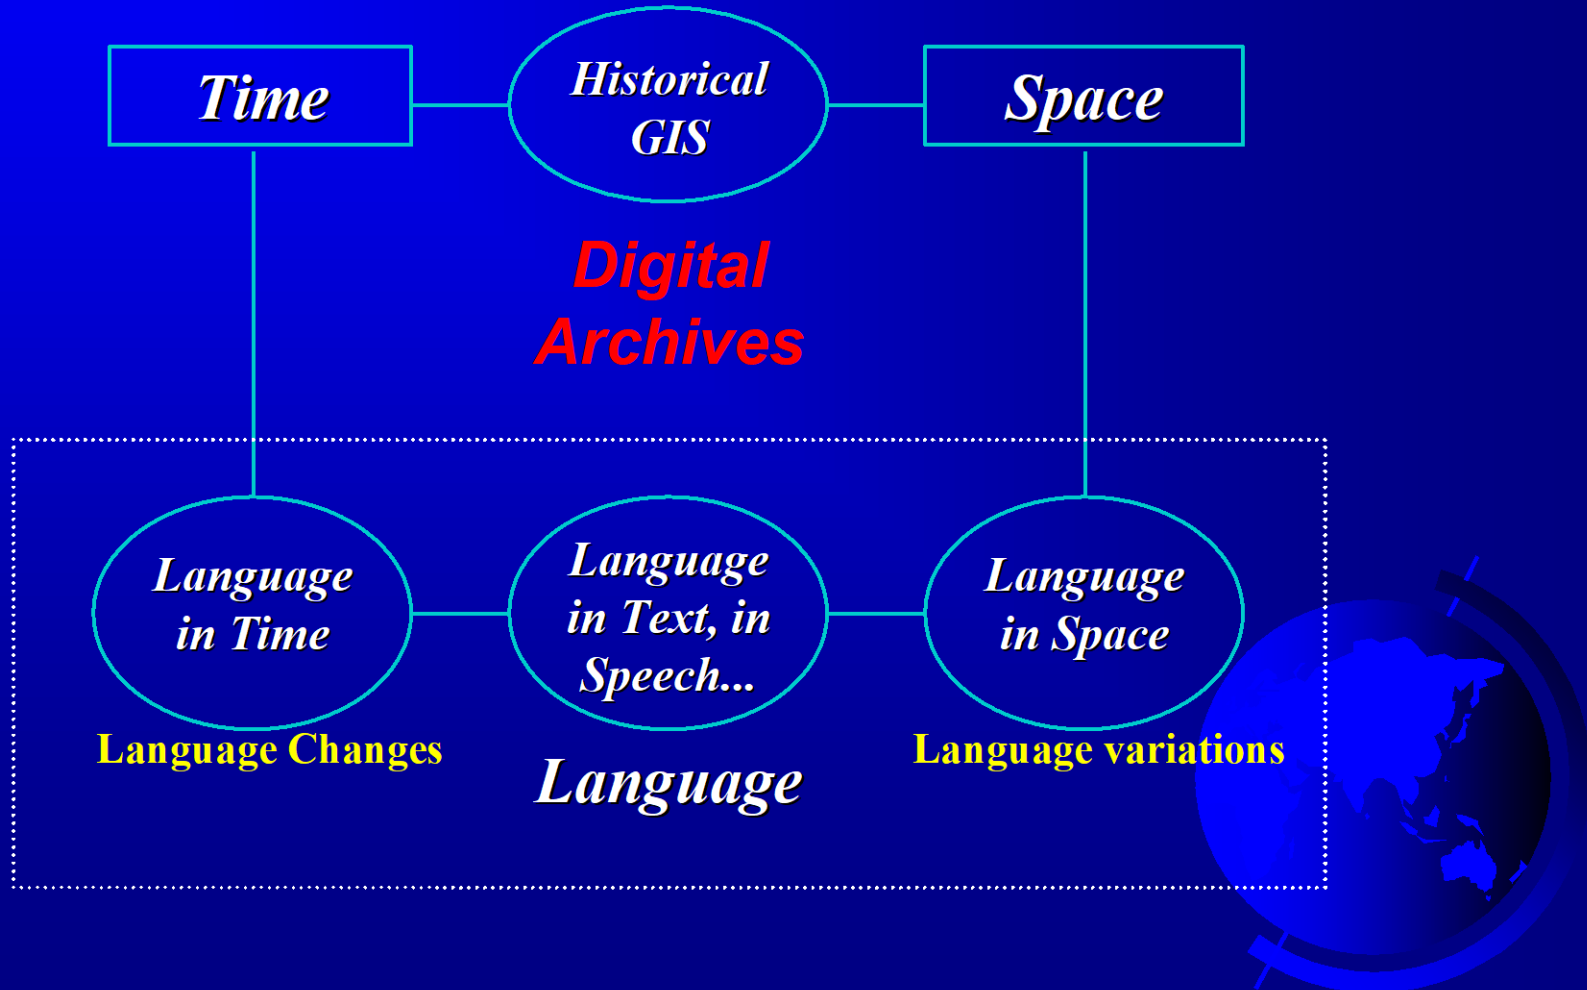 Time
Historical
GIS
Space
Digital
Archives
Language
in Time
Language
in Text, in
Speech...
Language
in Space
Language Changes
Language variations
Language